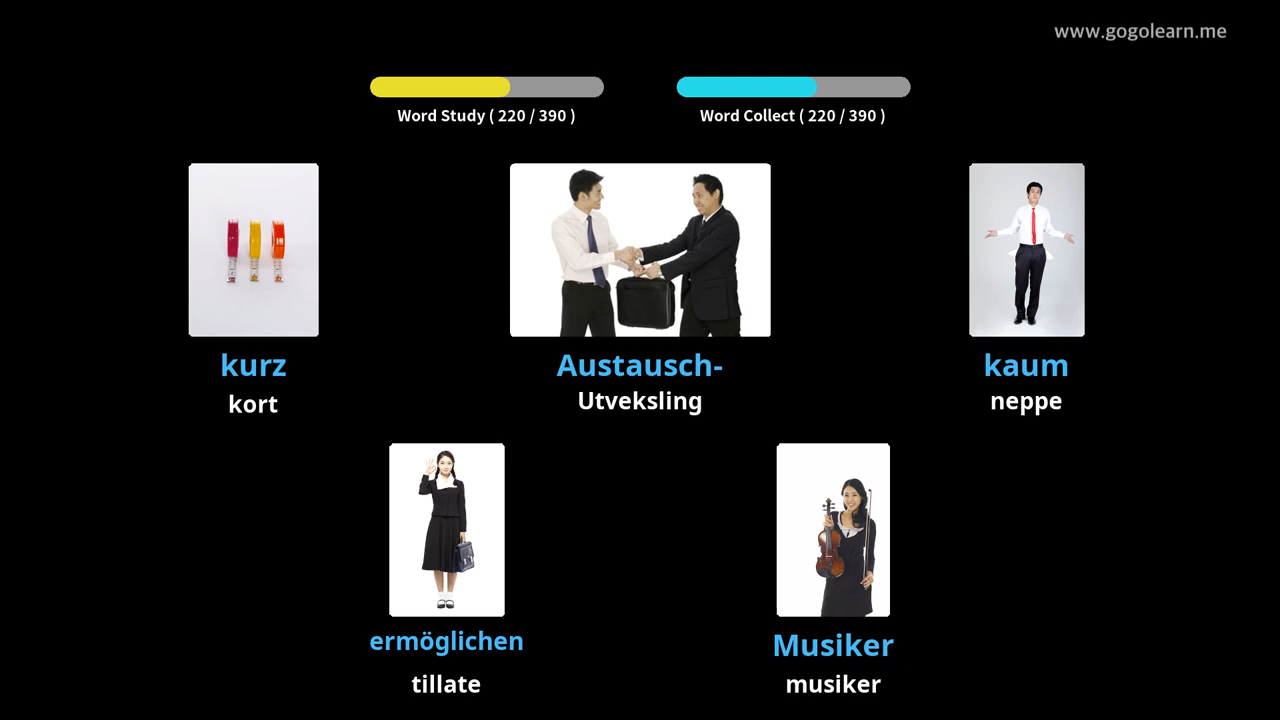 www.gogolearn.me
Word Study ( 220 / 390 )
Word Collect ( 220 / 390 )
kurz
kort
Austausch-
Utveksling
kaum
neppe
ermöglichen
tillate
Musiker
musiker